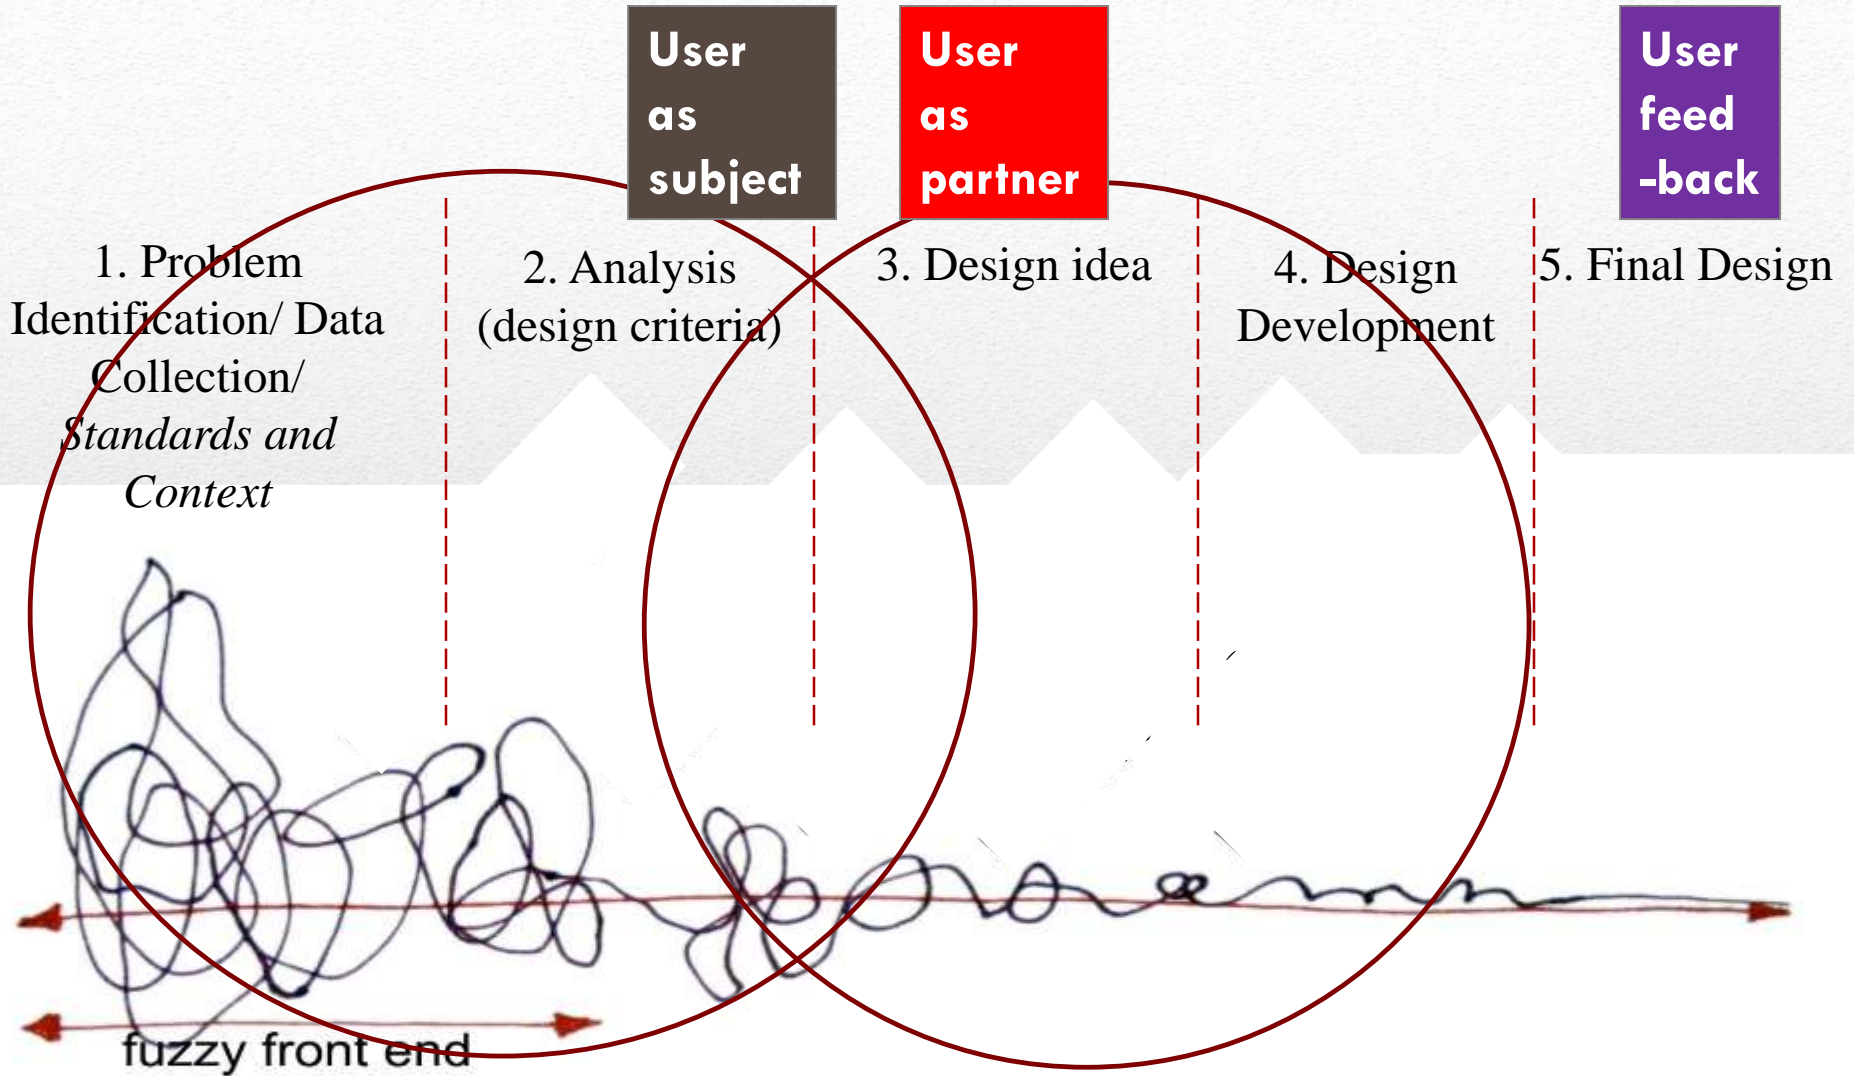 User
as
subject
User
as
partner
User
feed
-back
1. Problem
Identification/ Data
Collection/
Standards and
Context
2. Analysis
(design criteria)
3. Design idea
4. Design
Development
5. Final Design
fuzzy front end